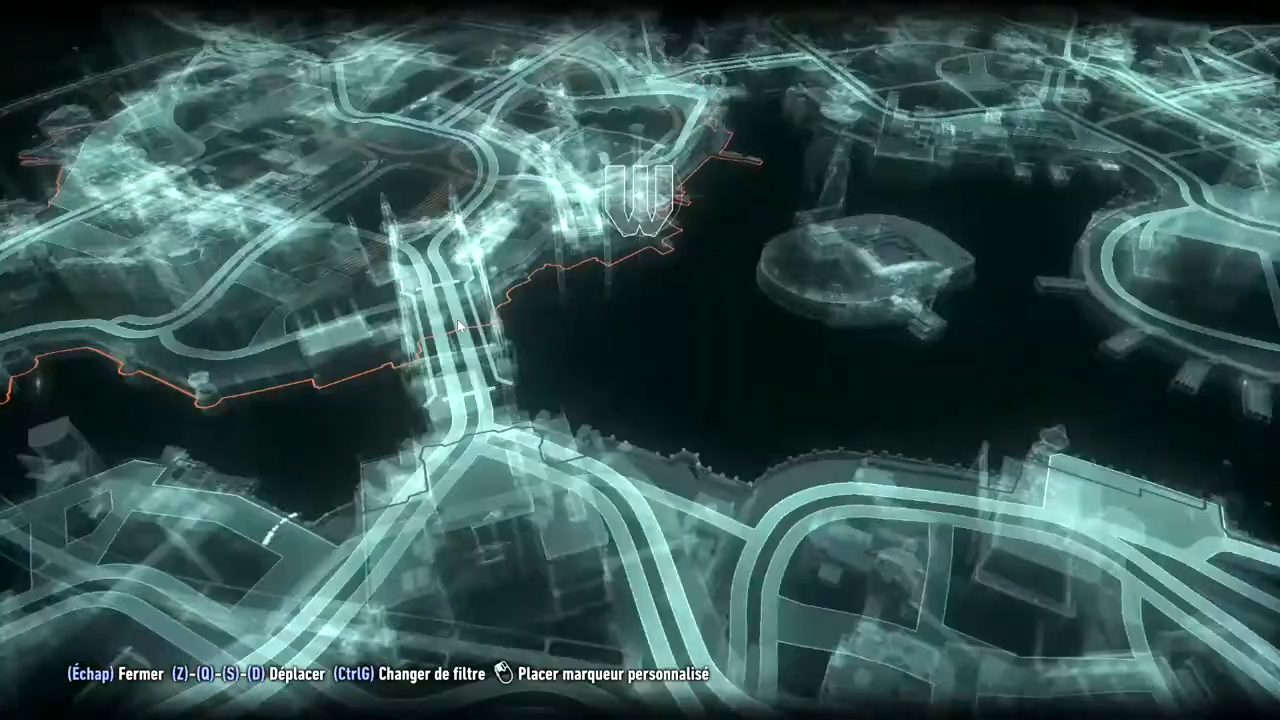 (Échap) Fermer (Z)-(Q)-(S)-(D) Déplacer (CtrlG) Changer de filtre Placer marqueur personnalisé